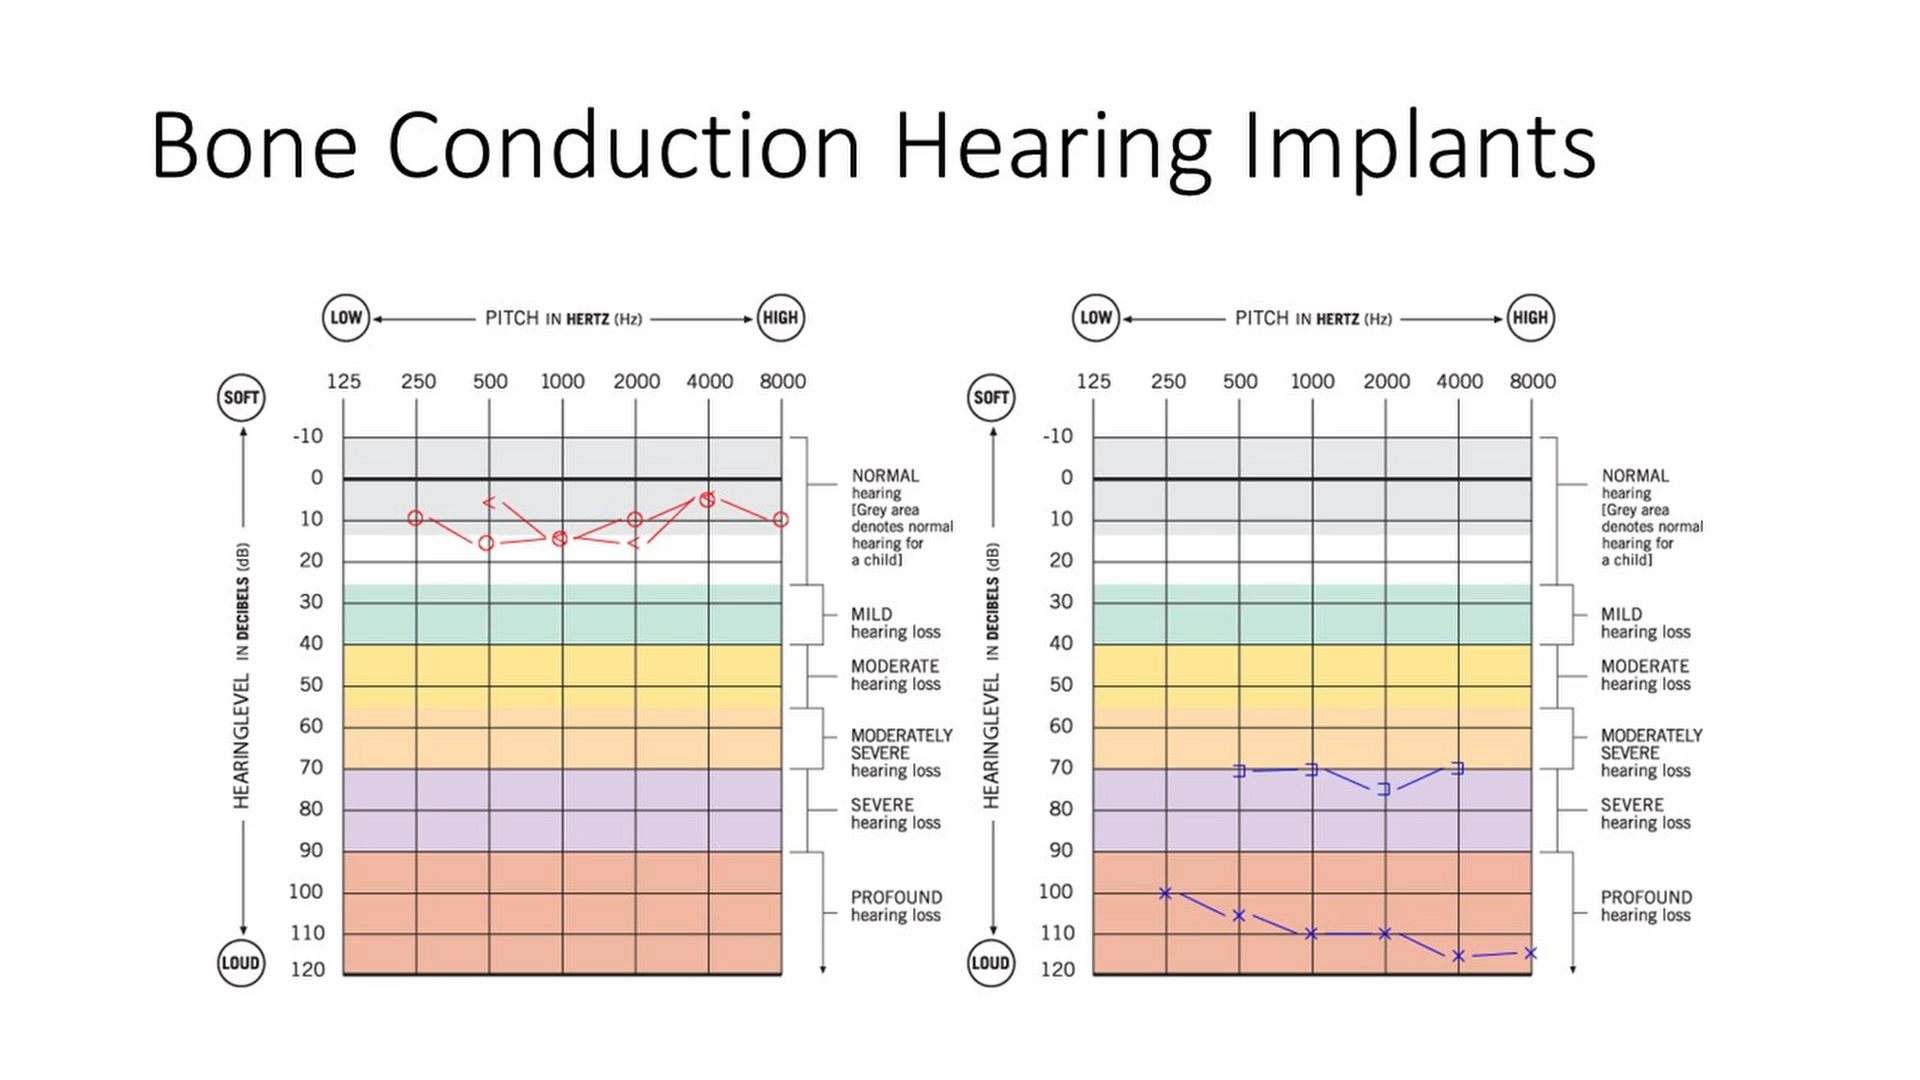 Bone Conduction Hearing Implants
LOW PITCH IN HERTZ (Hz) HIGH
125 250 500 1000 2000 4000 8000
SOFT
HEARINGLEVEL IN DECIBELS (dB)
LOUD
-10
0
10
20
30
40
50
60
70
80
90
100
110
120
NORMAL
hearing
[Grey area
denotes normal
hearing for
a child]
MILD
hearing loss
MODERATE
hearing loss
MODERATELY
SEVERE
hearing loss
SEVERE
hearing loss
PROFOUND
hearing loss
LOW PITCH IN HERTZ (Hz) HIGH
125 250 500 1000 2000 4000 8000
SOFT
HEARINGLEVEL IN DECIBELS (dB)
LOUD
-10
0
10
20
30
40
50
60
70
80
90
100
110
120
NORMAL
hearing
[Grey area
denotes normal
hearing for
a child]
MILD
hearing loss
MODERATE
hearing loss
MODERATELY
SEVERE
hearing loss
SEVERE
hearing loss
PROFOUND
hearing loss